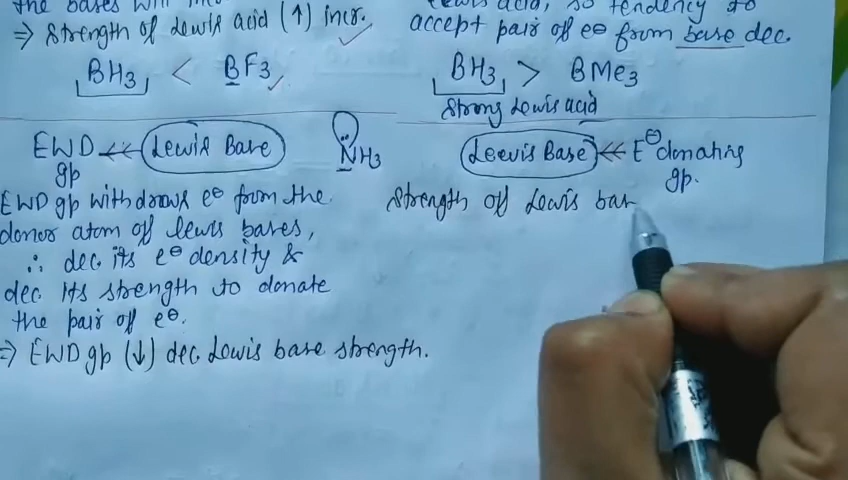 the bases will
⇒ Strength of Lewis acid (↑) incr.
BH3 < BF3
EWD ←← Lewis Base
gp
N̈H3
EWD gp withdraws e⊖ from the
donor atom of lewis bases,
∴ dec. its e⊖ density &
dec. its strength to donate
the pair of e⊖.
⇒ EWD gp (↓) dec. Lewis base strength.
Lewis acid, so tendency to
accept pair of e⊖ from base dec.
BH3 > BMe3
Strong Lewis acid
Lewis Base ←← E⊖ donating
gp.
Strength of Lewis bas